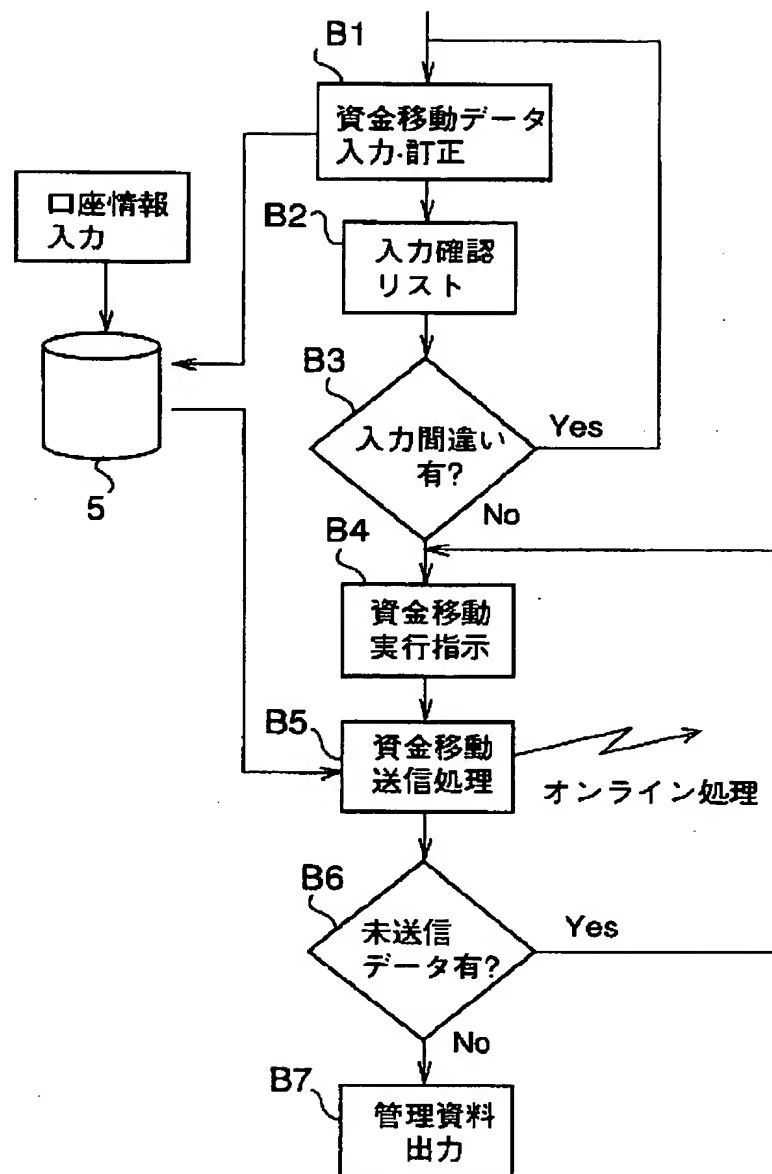 B1
資金移動データ
入力・訂正
口座情報
入力
B2
入力確認
リスト
B3
入力間違い
有?
Yes
No
5
B4
資金移動
実行指示
B5
資金移動
送信処理
オンライン処理
B6
未送信
データ有?
Yes
No
B7
管理資料
出力